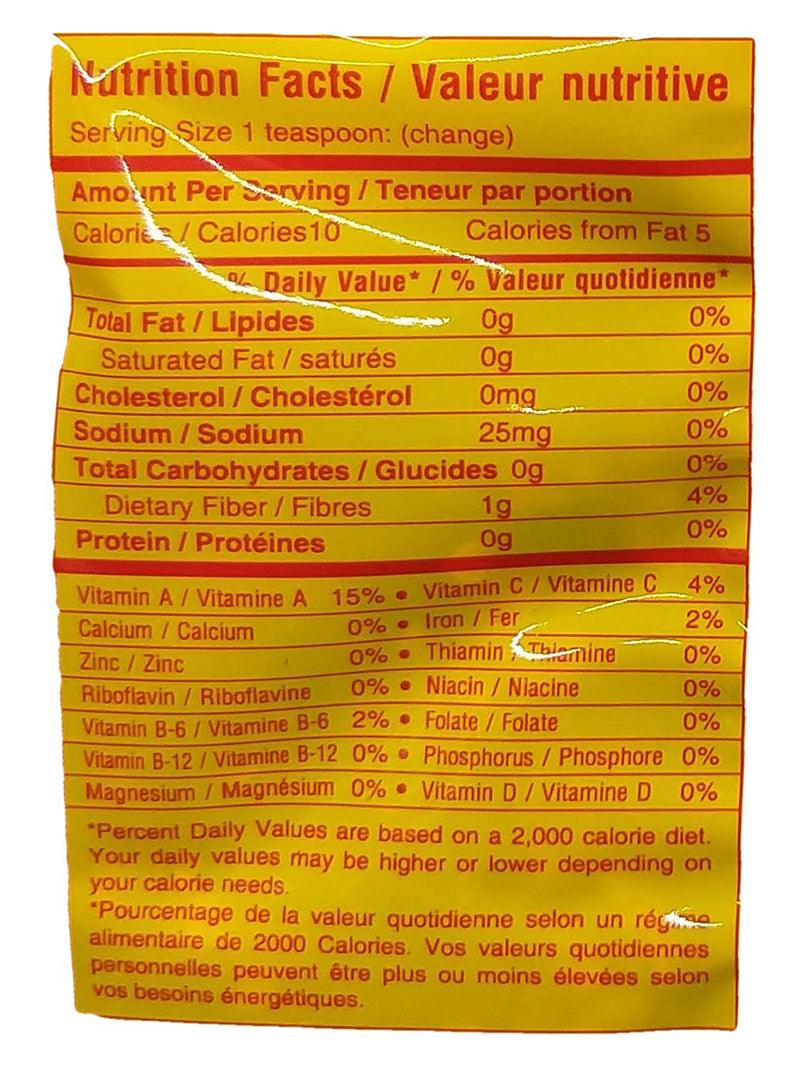 Nutrition Facts / Valeur nutritive
Serving Size 1 teaspoon: (change)
Amount Per Serving / Teneur par portion
Calories / Calories10 Calories from Fat 5
% Daily Value* / % Valeur quotidienne*
Total Fat / Lipides 0g 0%
Saturated Fat / saturés 0g 0%
Cholesterol / Cholestérol 0mg 0%
Sodium / Sodium 25mg 0%
Total Carbohydrates / Glucides 0g 0%
Dietary Fiber / Fibres 1g 4%
Protein / Protéines 0g 0%
Vitamin A / Vitamine A 15% • Vitamin C / Vitamine C 4%
Calcium / Calcium 0% • Iron / Fer 2%
Zinc / Zinc 0% • Thiamin / Thiamine 0%
Riboflavin / Riboflavine 0% • Niacin / Niacine 0%
Vitamin B-6 / Vitamine B-6 2% • Folate / Folate 0%
Vitamin B-12 / Vitamine B-12 0% • Phosphorus / Phosphore 0%
Magnesium / Magnésium 0% • Vitamin D / Vitamine D 0%
*Percent Daily Values are based on a 2,000 calorie diet.
Your daily values may be higher or lower depending on
your calorie needs.
*Pourcentage de la valeur quotidienne selon un régime
alimentaire de 2000 Calories. Vos valeurs quotidiennes
personnelles peuvent être plus ou moins élevées selon
vos besoins énergétiques.